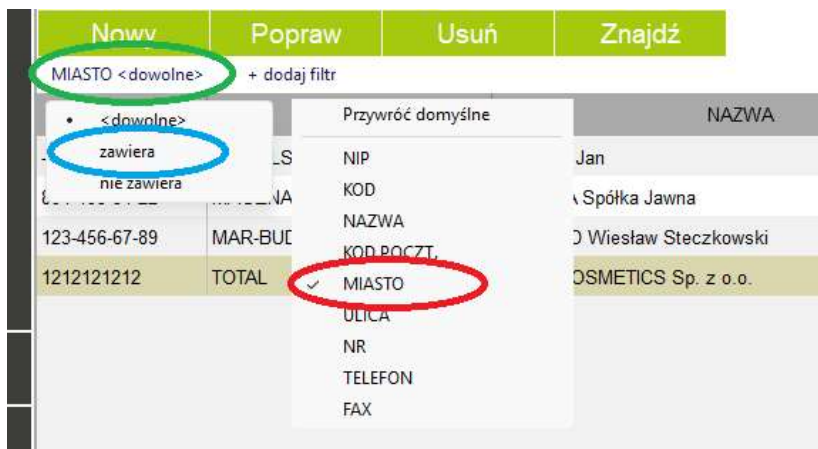 Nowy Popraw Usuń Znajdź
MIASTO <dowolne> + dodaj filtr
<dowolne>
zawiera
nie zawiera
Przywróć domyślne
NIP
KOD
NAZWA
KOD POCZT.
MIASTO
ULICA
NR
TELEFON
FAX
NAZWA
Jan
Spółka Jawna
123-456-67-89 MAR-BUD Wiesław Steczkowski
1212121212 TOTAL OSMETICS Sp. z o.o.